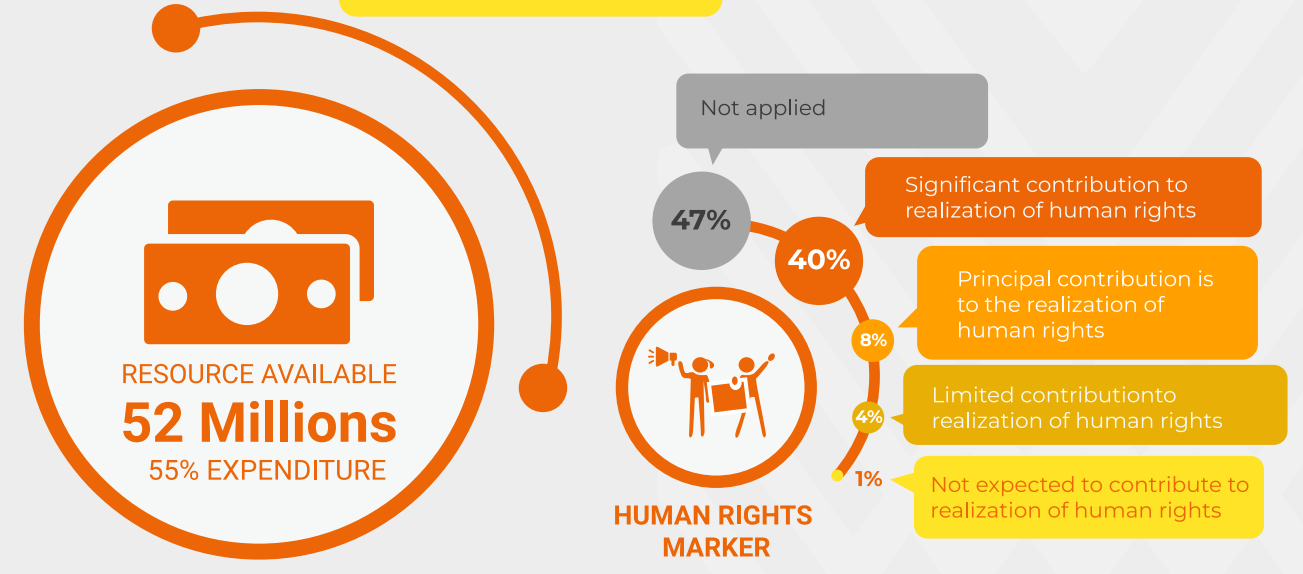 RESOURCE AVAILABLE
52 Millions
55% EXPENDITURE
Not applied
47%
Significant contribution to
realization of human rights
40%
Principal contribution is
to the realization of
human rights
8%
Limited contributionto
realization of human rights
4%
Not expected to contribute to
realization of human rights
1%
HUMAN RIGHTS
MARKER